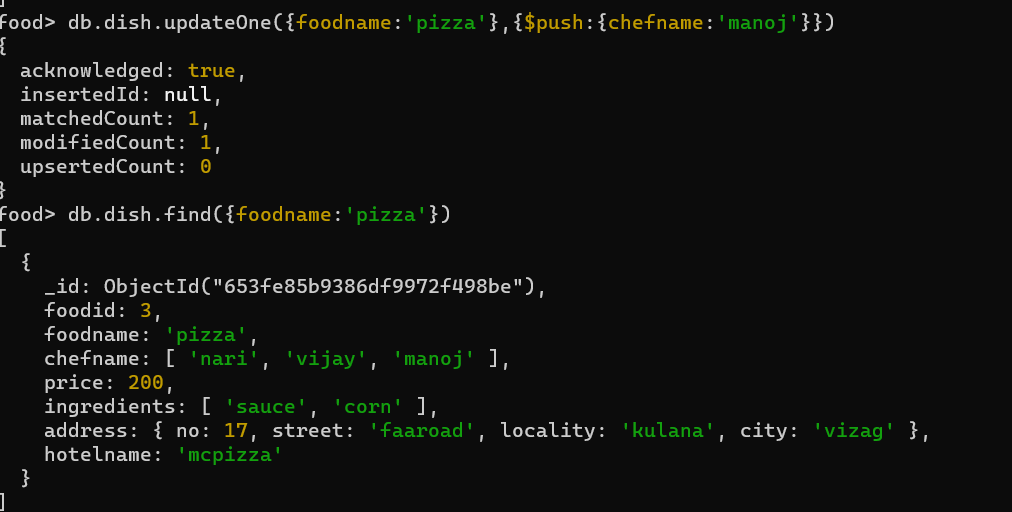 ]
food> db.dish.updateOne({foodname:'pizza'},{$push:{chefname:'manoj'}})
{
  acknowledged: true,
  insertedId: null,
  matchedCount: 1,
  modifiedCount: 1,
  upsertedCount: 0
}
food> db.dish.find({foodname:'pizza'})
[
  {
    _id: ObjectId("653fe85b9386df9972f498be"),
    foodid: 3,
    foodname: 'pizza',
    chefname: [ 'nari', 'vijay', 'manoj' ],
    price: 200,
    ingredients: [ 'sauce', 'corn' ],
    address: { no: 17, street: 'faaroad', locality: 'kulana', city: 'vizag' },
    hotelname: 'mcpizza'
  }
]